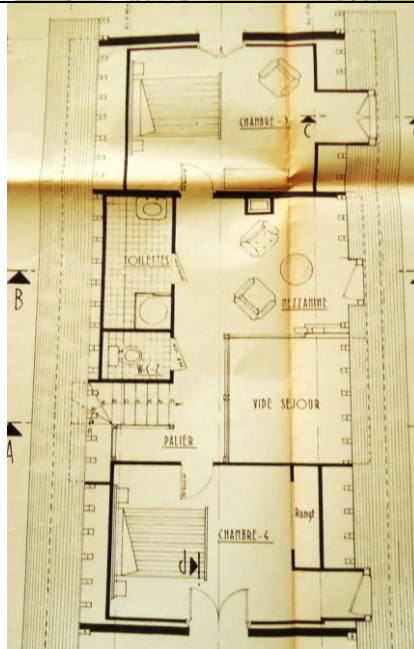 CHAMBRE-3
C
TOILETTES
MEZZANINE
B
W-C-2
VIDE SEJOUR
A
PALIER
CHAMBRE-4
Rangt
d